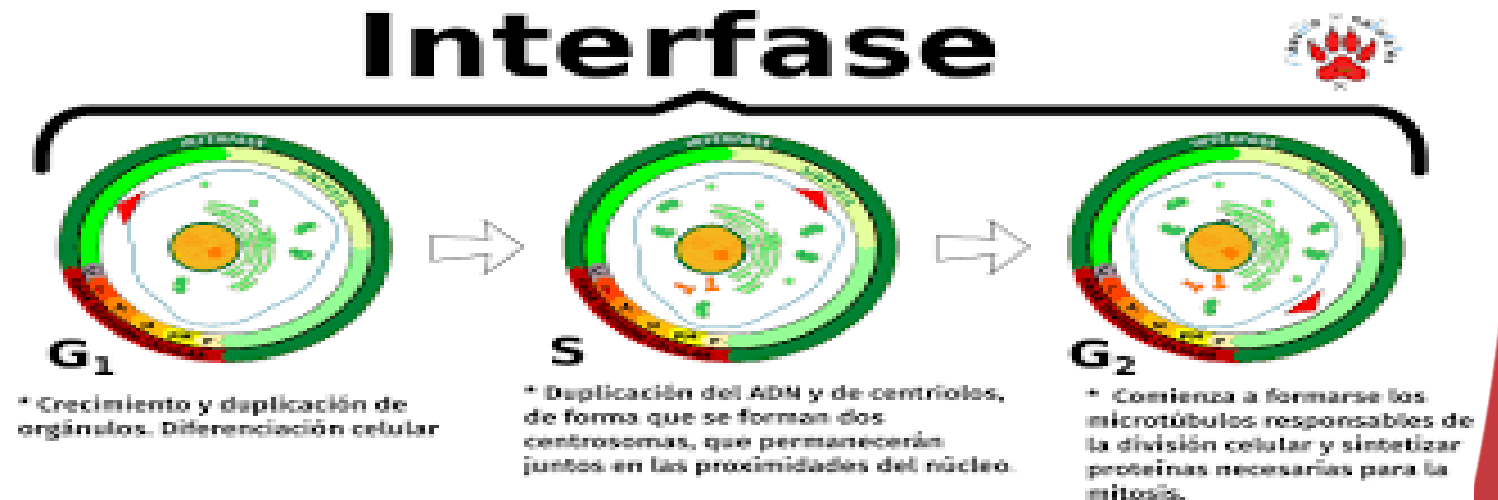 Interfase
G₁
* Crecimiento y duplicación de
orgánulos. Diferenciación celular
S
* Duplicación del ADN y de centriolos,
de forma que se forman dos
centrosomas, que permanecerán
juntos en las proximidades del núcleo.
G₂
* Comienza a formarse los
microtúbulos responsables de
la división celular y sintetizar
proteínas necesarias para la
mitosis.